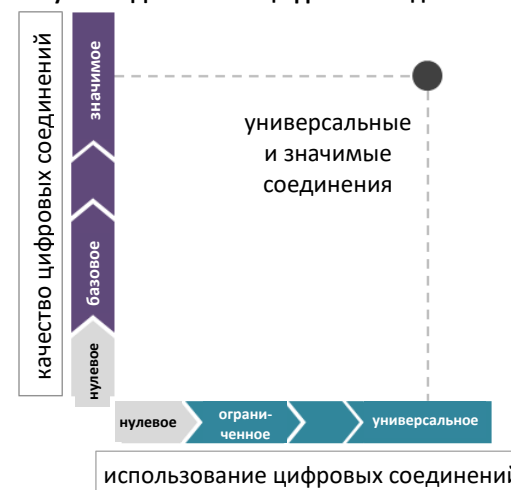 качество цифровых соединений
значимое
базовое
нулевое
универсальные
и значимые
соединения
нулевое
ограни-
ченное
универсальное
использование цифровых соединений